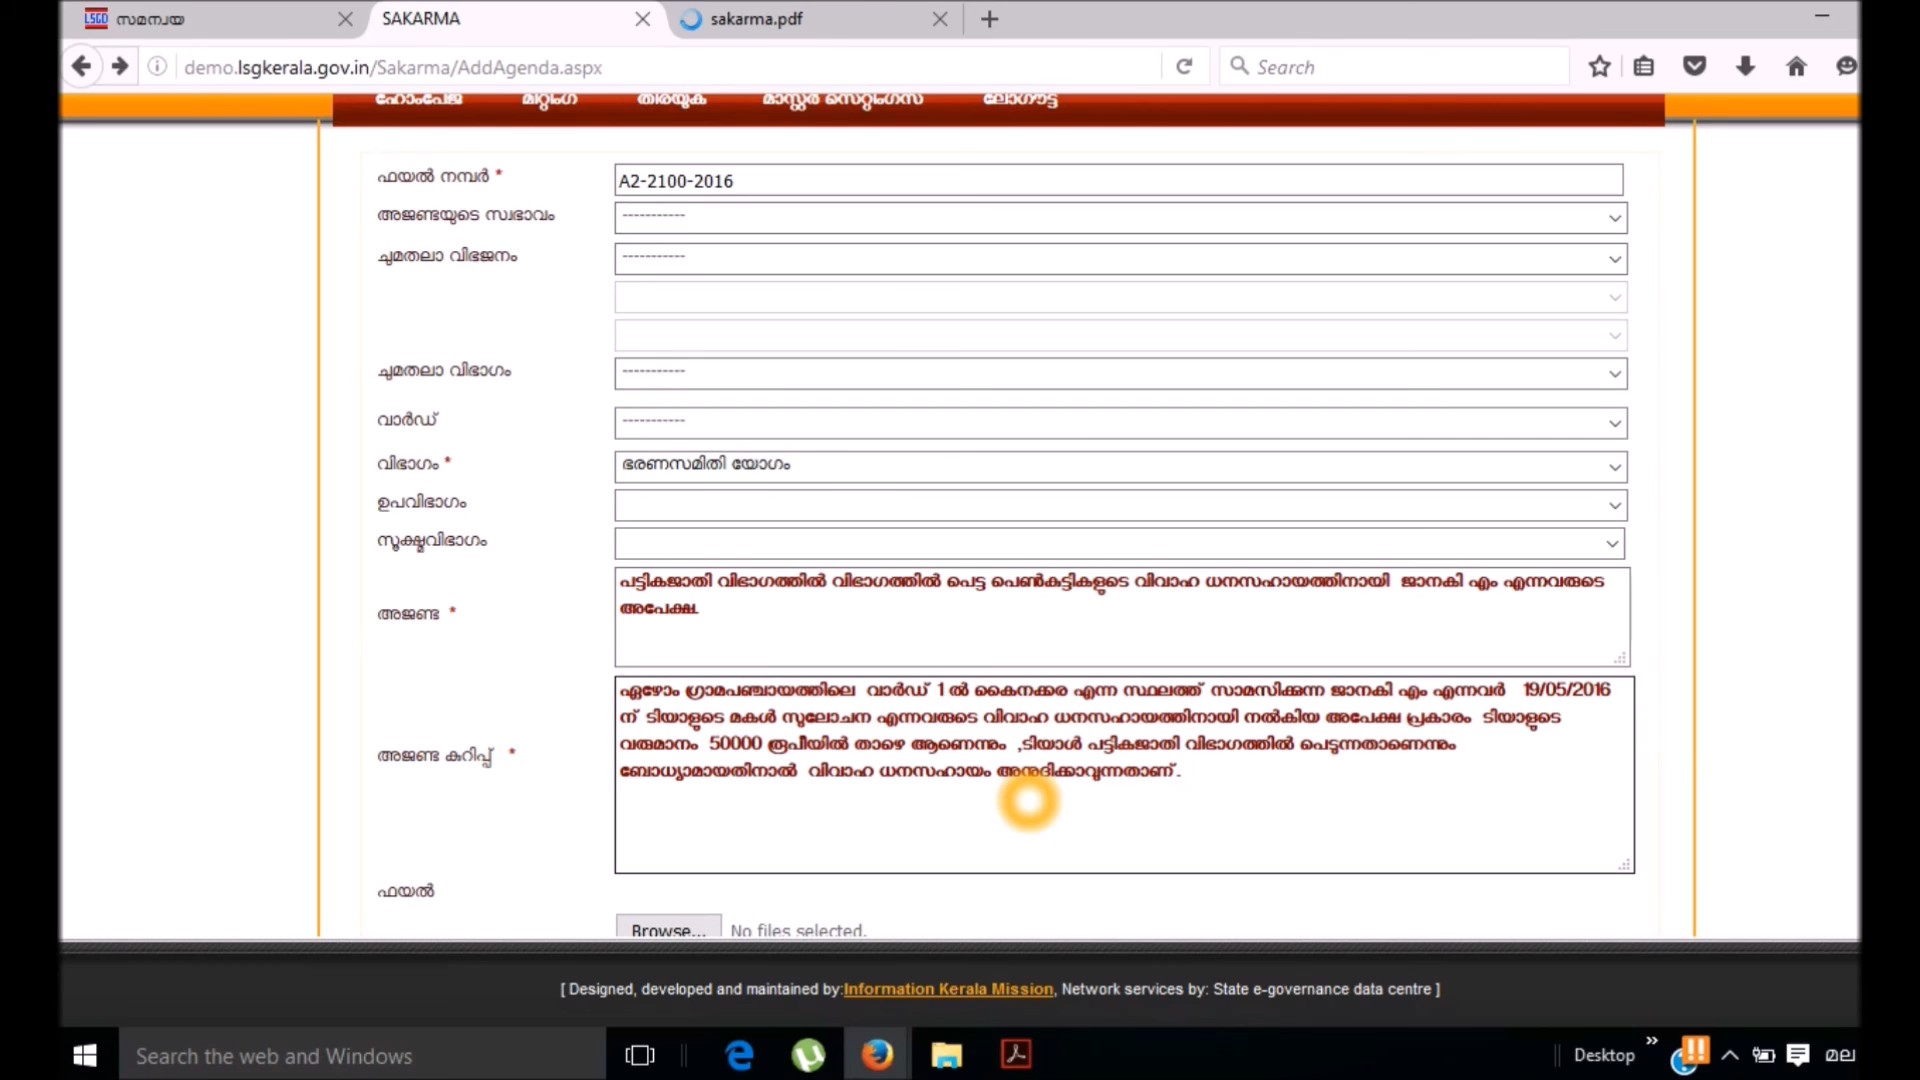 LSGD സമന്വയ
SAKARMA
sakarma.pdf
demo.lsgkerala.gov.in/Sakarma/AddAgenda.aspx
Search
ഹോംപേജ് മീറ്റിംഗ് തിരയുക മാസ്റ്റർ സെറ്റിംഗ്സ് ലോഗൗട്ട്
ഫയൽ നമ്പർ * A2-2100-2016
അജണ്ടയുടെ സ്വഭാവം -----------
ചുമതലാ വിഭജനം -----------
ചുമതലാ വിഭാഗം -----------
വാർഡ് -----------
വിഭാഗം * ഭരണസമിതി യോഗം
ഉപവിഭാഗം
സൂക്ഷ്മവിഭാഗം
അജണ്ട *
പട്ടികജാതി വിഭാഗത്തിൽ വിഭാഗത്തിൽ പെട്ട പെൺകുട്ടികളുടെ വിവാഹ ധനസഹായത്തിനായി ജാനകി എം എന്നവരുടെ
അപേക്ഷ.
അജണ്ട കുറിപ്പ് *
ഏഴോം ഗ്രാമപഞ്ചായത്തിലെ വാർഡ് 1 ൽ കൈനക്കര എന്ന സ്ഥലത്ത് സാമസിക്കുന്ന ജാനകി എം എന്നവർ 19/05/2016
ന് ടിയാളുടെ മകൾ സുലോചന എന്നവരുടെ വിവാഹ ധനസഹായത്തിനായി നൽകിയ അപേക്ഷ പ്രകാരം ടിയാളുടെ
വരുമാനം 50000 രൂപീയിൽ താഴെ ആണെന്നും ,ടിയാൾ പട്ടികജാതി വിഭാഗത്തിൽ പെടുന്നതാണെന്നും
ബോധ്യാമായതിനാൽ വിവാഹ ധനസഹായം അനുദിക്കാവുന്നതാണ്.
ഫയൽ
Browse... No files selected.
[ Designed, developed and maintained by:Information Kerala Mission, Network services by: State e-governance data centre ]
Search the web and Windows
Desktop
മല